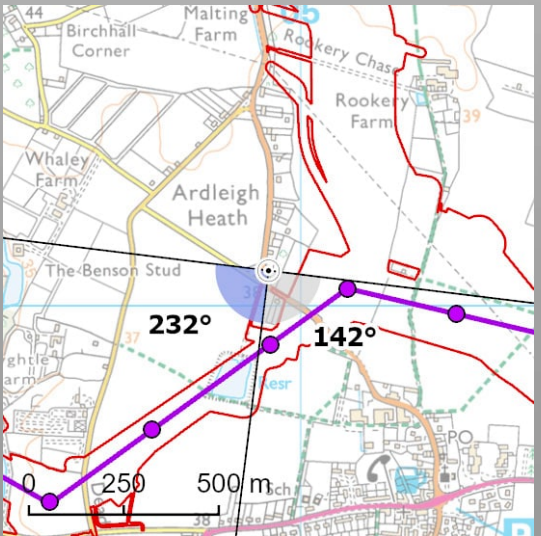 44
Malting
Farm
Birchhall
Corner
Rookery Chase
Rookery
Farm
39
Whaley
Farm
Ardleigh
Heath
The Benson Stud
38
232°
142°
37
Resr
PO
0 250 500 m
Sch
38